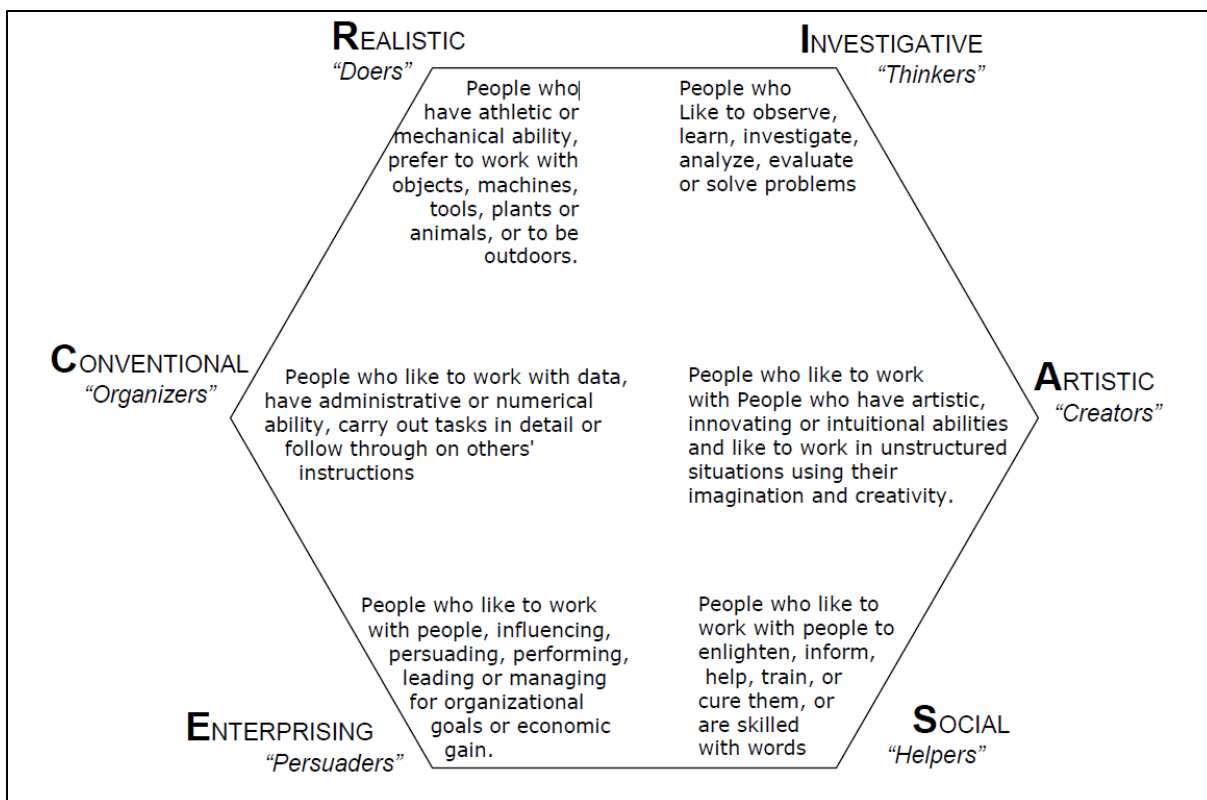 REALISTIC
“Doers”
People who
have athletic or
mechanical ability,
prefer to work with
objects, machines,
tools, plants or
animals, or to be
outdoors.
INVESTIGATIVE
“Thinkers”
People who
Like to observe,
learn, investigate,
analyze, evaluate
or solve problems
CONVENTIONAL
“Organizers”
People who like to work with data,
have administrative or numerical
ability, carry out tasks in detail or
follow through on others'
instructions
People who like to work
with People who have artistic,
innovating or intuitional abilities
and like to work in unstructured
situations using their
imagination and creativity.
ARTISTIC
“Creators”
People who like to work
with people, influencing,
persuading, performing,
leading or managing
for organizational
goals or economic
gain.
ENTERPRISING
“Persuaders”
People who like to
work with people to
enlighten, inform,
help, train, or
cure them, or
are skilled
with words
SOCIAL
“Helpers”